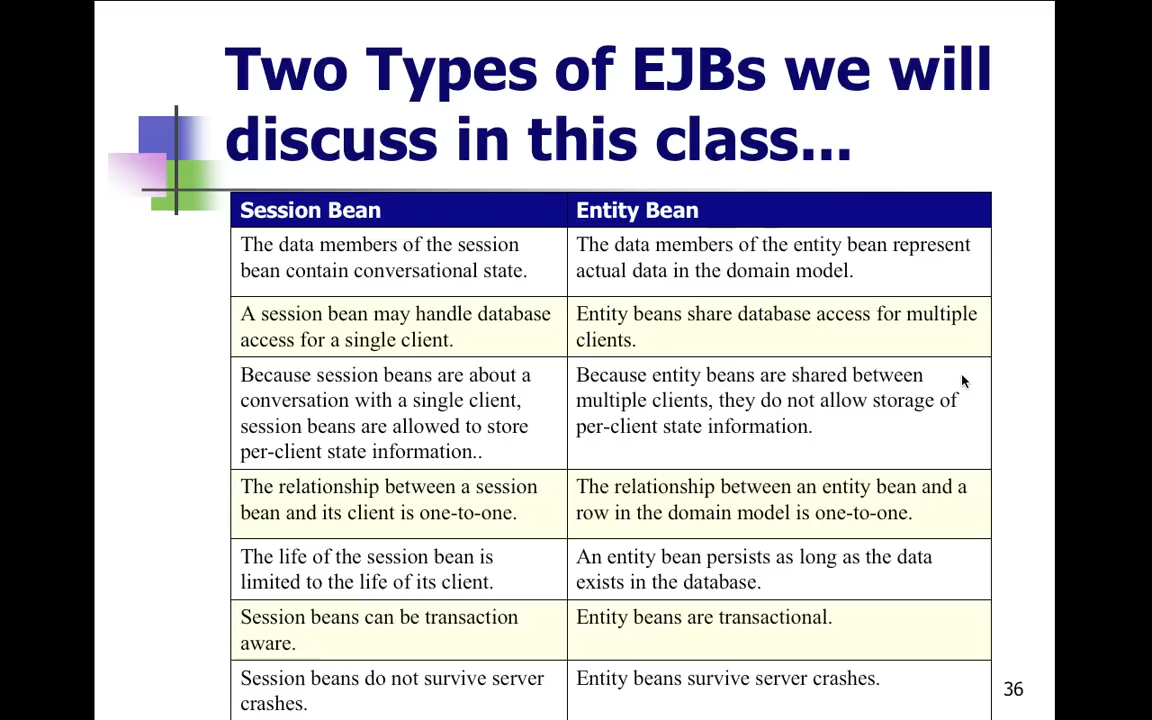 Two Types of EJBs we will
discuss in this class...
Session Bean
Entity Bean
The data members of the session
bean contain conversational state.
The data members of the entity bean represent
actual data in the domain model.
A session bean may handle database
access for a single client.
Entity beans share database access for multiple
clients.
Because session beans are about a
conversation with a single client,
session beans are allowed to store
per-client state information..
Because entity beans are shared between
multiple clients, they do not allow storage of
per-client state information.
The relationship between a session
bean and its client is one-to-one.
The relationship between an entity bean and a
row in the domain model is one-to-one.
The life of the session bean is
limited to the life of its client.
An entity bean persists as long as the data
exists in the database.
Session beans can be transaction
aware.
Entity beans are transactional.
Session beans do not survive server
crashes.
Entity beans survive server crashes.
36